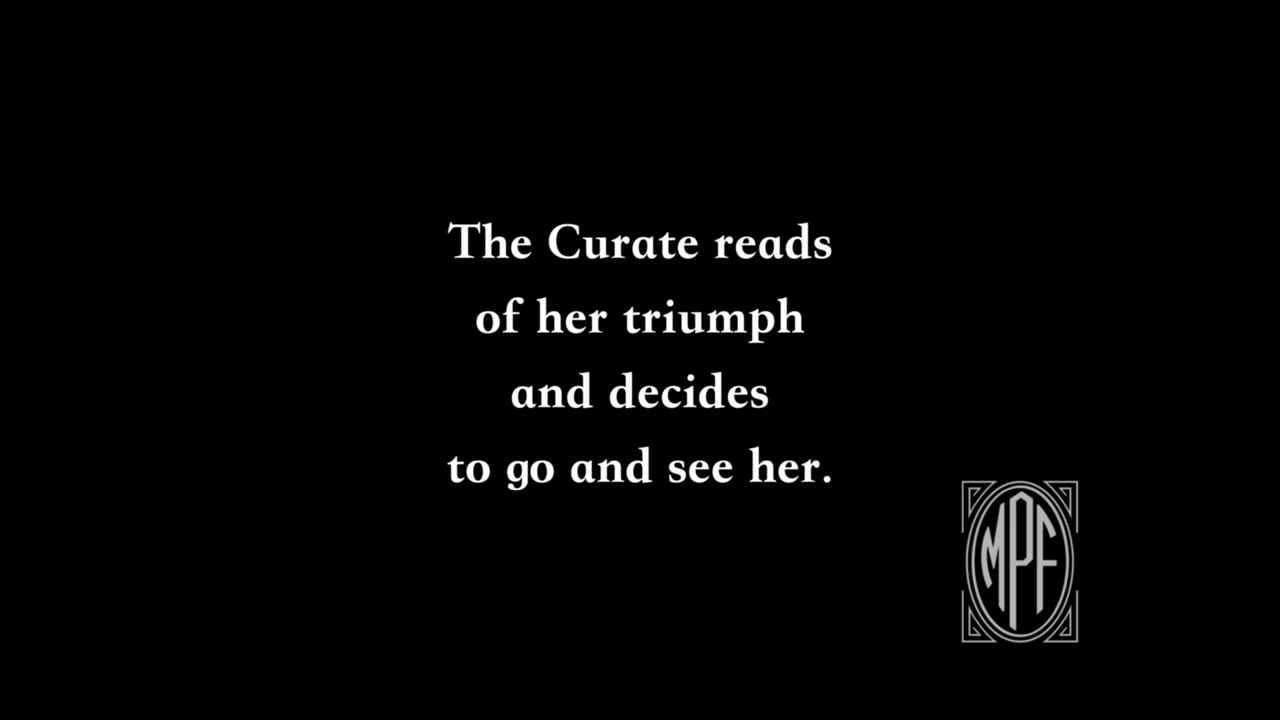 The Curate reads
of her triumph
and decides
to go and see her.
MPF